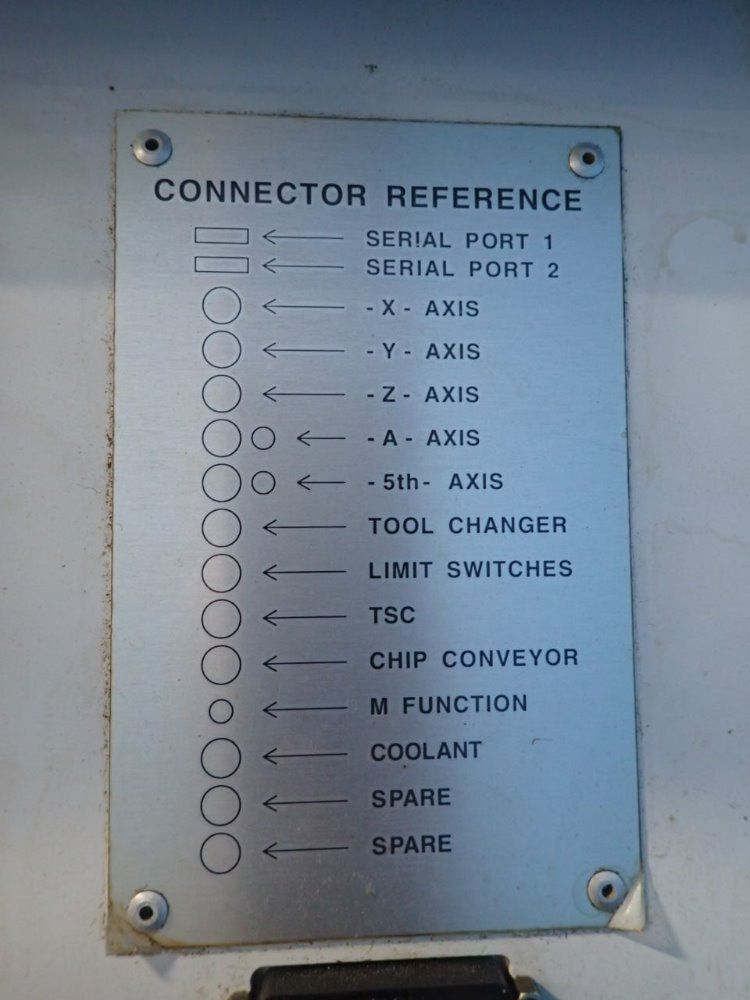 CONNECTOR REFERENCE
SERIAL PORT 1
SERIAL PORT 2
- X - AXIS
- Y - AXIS
- Z - AXIS
- A - AXIS
- 5th- AXIS
TOOL CHANGER
LIMIT SWITCHES
TSC
CHIP CONVEYOR
M FUNCTION
COOLANT
SPARE
SPARE